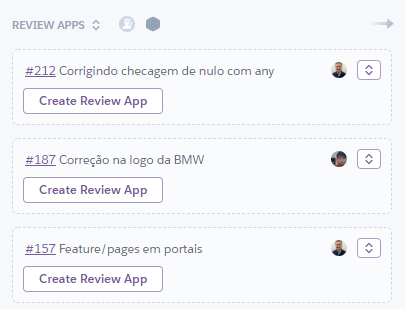 REVIEW APPS
#212 Corrigindo checagem de nulo com any
Create Review App
#187 Correção na logo da BMW
Create Review App
#157 Feature/pages em portais
Create Review App